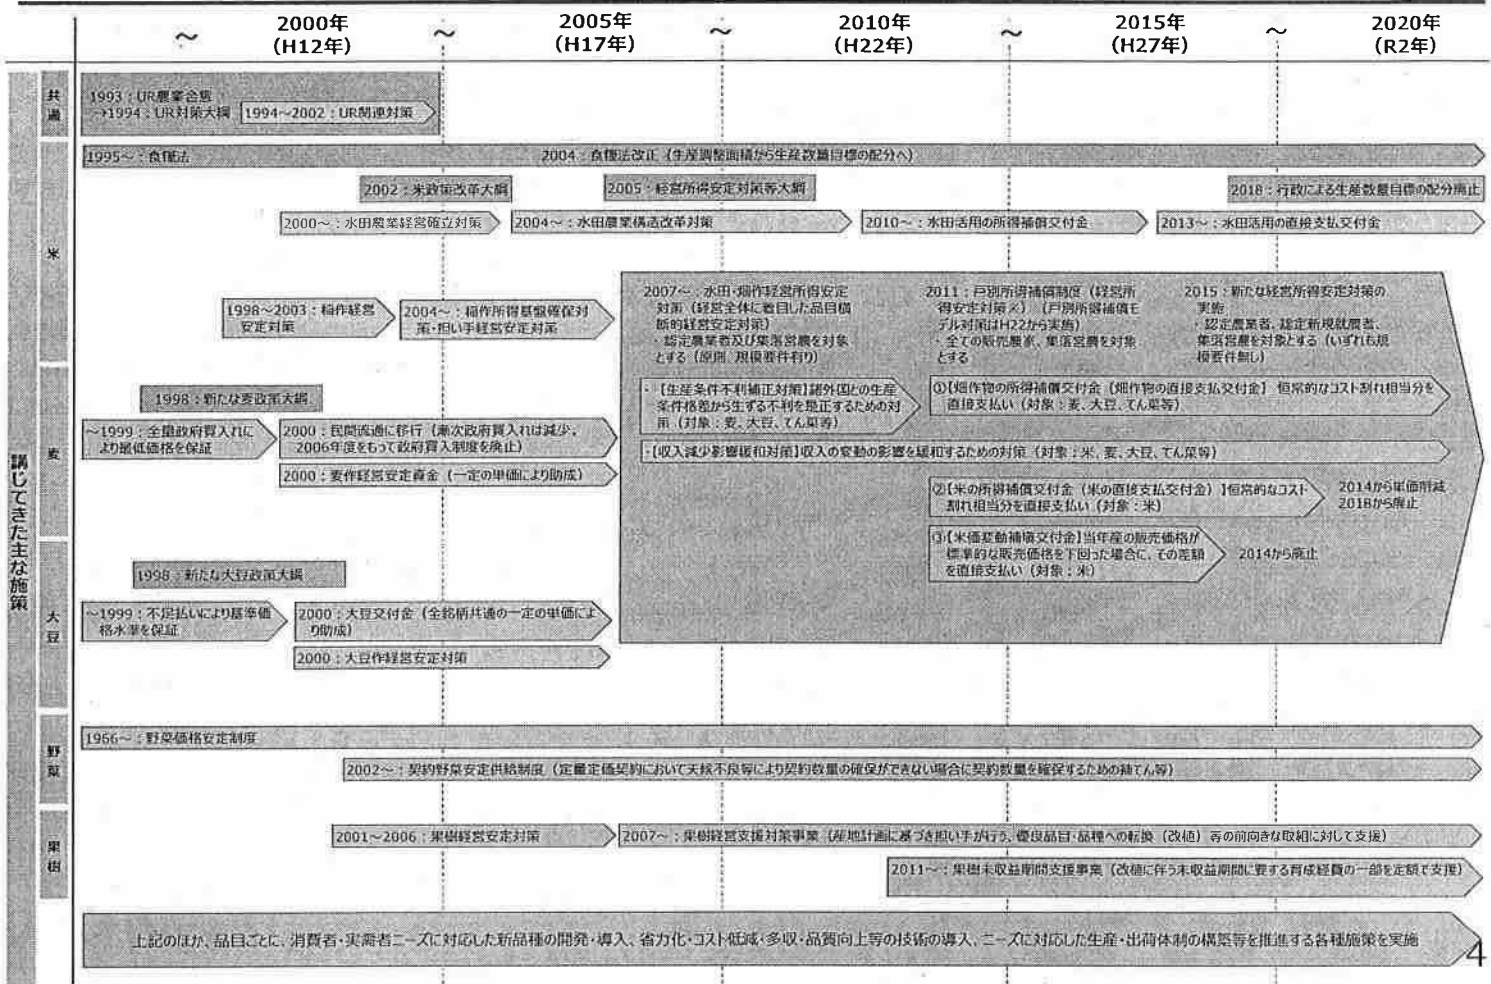 ～ 2000年 ～ 2005年 ～ 2010年 ～ 2015年 ～ 2020年
(H12年) (H17年) (H22年) (H27年) (R2年)
講じてきた主な施策
共通
1993：UR農業合意
→1994：UR対策大綱
1994～2002：UR関連対策
米
1995～：食糧法
2004：食糧法改正（生産調整面積から生産数量目標の配分へ）
2002：米政策改革大綱
2005：経営所得安定対策等大綱
2018：行政による生産数量目標の配分廃止
2000～：水田農業経営確立対策
2004～：水田農業構造改革対策
2010～：水田活用の所得補償交付金
2013～：水田活用の直接支払交付金
1998～2003：稲作経営
安定対策
2004～：稲作所得基盤確保対
策・担い手経営安定対策
2007～：水田・畑作経営所得安定
対策（経営全体に着目した品目横
断的経営安定対策）
・認定農業者及び集落営農を対象
とする（原則、規模要件有り）
2011：戸別所得補償制度（経営所
得安定対策※）（戸別所得補償モ
デル対策はH22から実施）
・全ての販売農家、集落営農を対象
とする
2015：新たな経営所得安定対策の
実施
・認定農業者、認定新規就農者、
集落営農を対象とする（いずれも規
模要件無し）
・【生産条件不利補正対策】諸外国との生産
条件格差から生ずる不利を是正するための対
策（対象：麦、大豆、てん菜等）
①【畑作物の所得補償交付金（畑作物の直接支払交付金）】恒常的なコスト割れ相当分を
直接支払い（対象：麦、大豆、てん菜等）
・【収入減少影響緩和対策】収入の変動の影響を緩和するための対策（対象：米、麦、大豆、てん菜等）
②【米の所得補償交付金（米の直接支払交付金）】恒常的なコスト
割れ相当分を直接支払い（対象：米）
2014から単価削減
2018から廃止
③【米価変動補填交付金】当年産の販売価格が
標準的な販売価格を下回った場合に、その差額
を直接支払い（対象：米）
2014から廃止
麦
1998：新たな麦政策大綱
～1999：全量政府買入れに
より最低価格を保証
2000：民間流通に移行（漸次政府買入れは減少。
2006年度をもって政府買入制度を廃止）
2000：麦作経営安定資金（一定の単価により助成）
大豆
1998：新たな大豆政策大綱
～1999：不足払いにより基準価
格水準を保証
2000：大豆交付金（全銘柄共通の一定の単価によ
り助成）
2000：大豆作経営安定対策
野菜
1966～：野菜価格安定制度
2002～：契約野菜安定供給制度（定量定価契約において天候不良等により契約数量の確保ができない場合に契約数量を確保するための補てん等）
果樹
2001～2006：果樹経営安定対策
2007～：果樹経営支援対策事業（産地計画に基づき担い手が行う、優良品目・品種への転換（改植）等の前向きな取組に対して支援）
2011～：果樹未収益期間支援事業（改植に伴う未収益期間に要する育成経費の一部を定額で支援）
上記のほか、品目ごとに、消費者・実需者ニーズに対応した新品種の開発・導入、省力化・コスト低減・多収・品質向上等の技術の導入、ニーズに対応した生産・出荷体制の構築等を推進する各種施策を実施
4